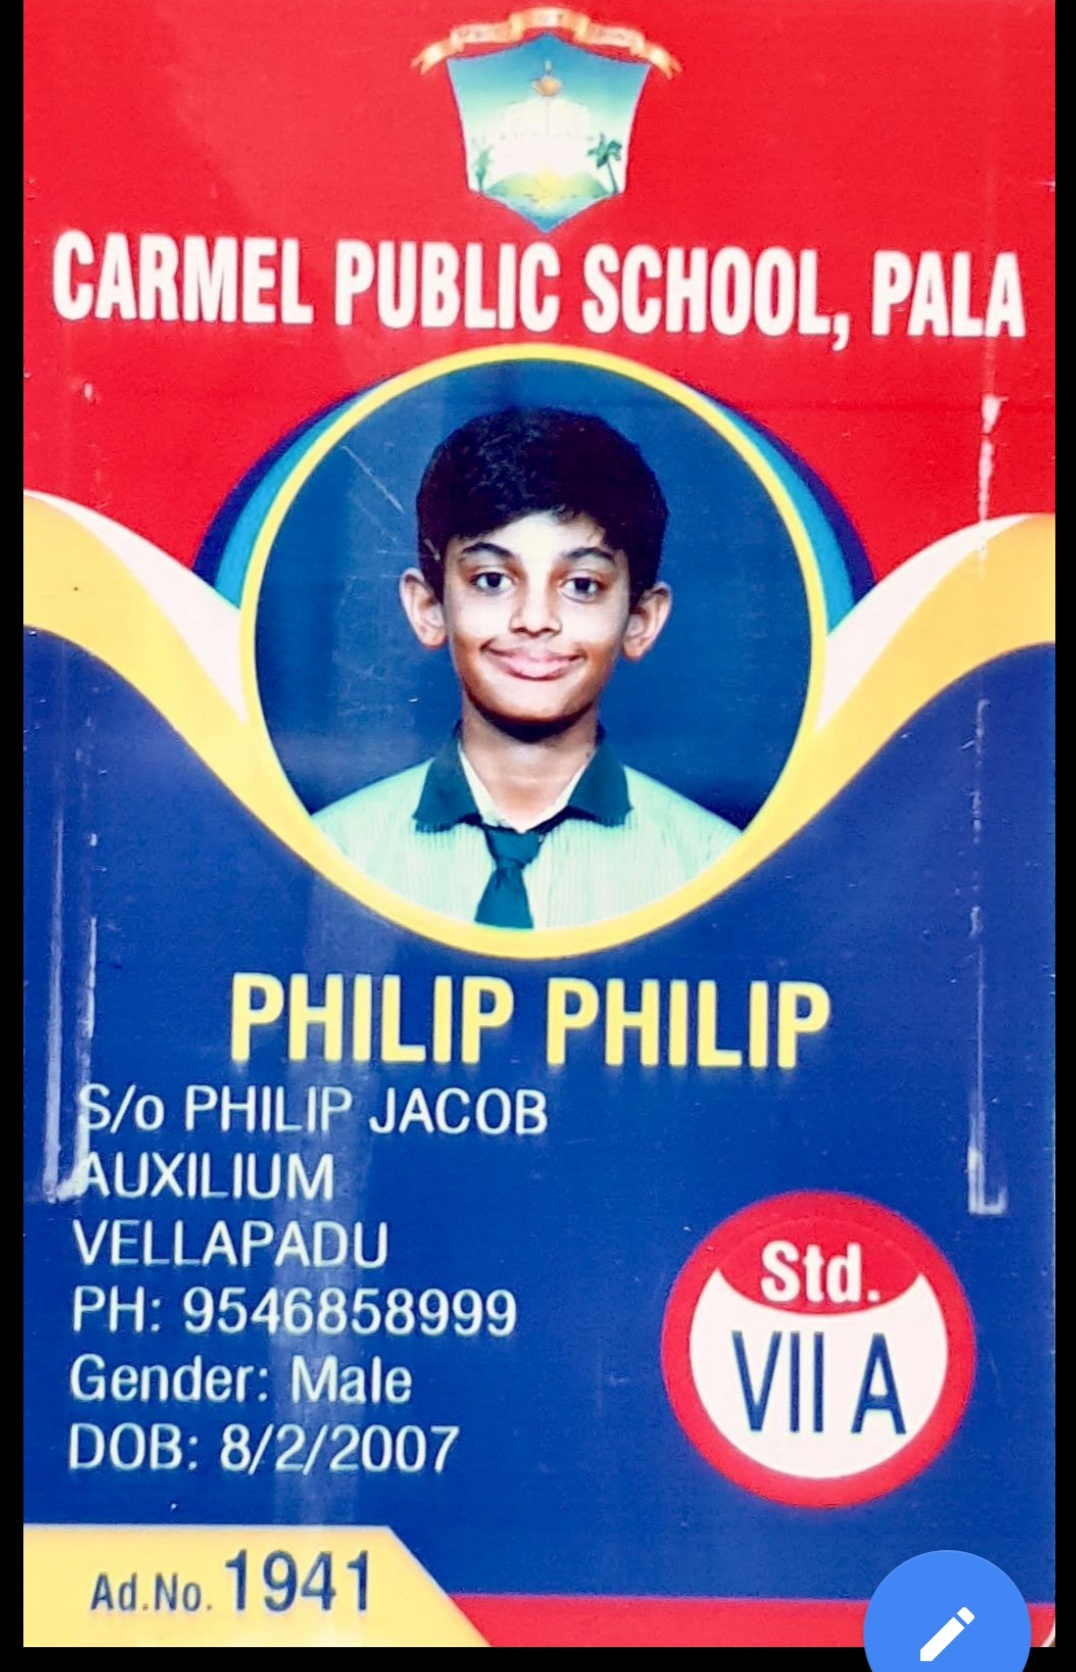 CARMEL PUBLIC SCHOOL, PALA
PHILIP PHILIP
S/o PHILIP JACOB
AUXILIUM
VELLAPADU
PH: 9546858999
Gender: Male
DOB: 8/2/2007
Std.
VII A
Ad.No. 1941